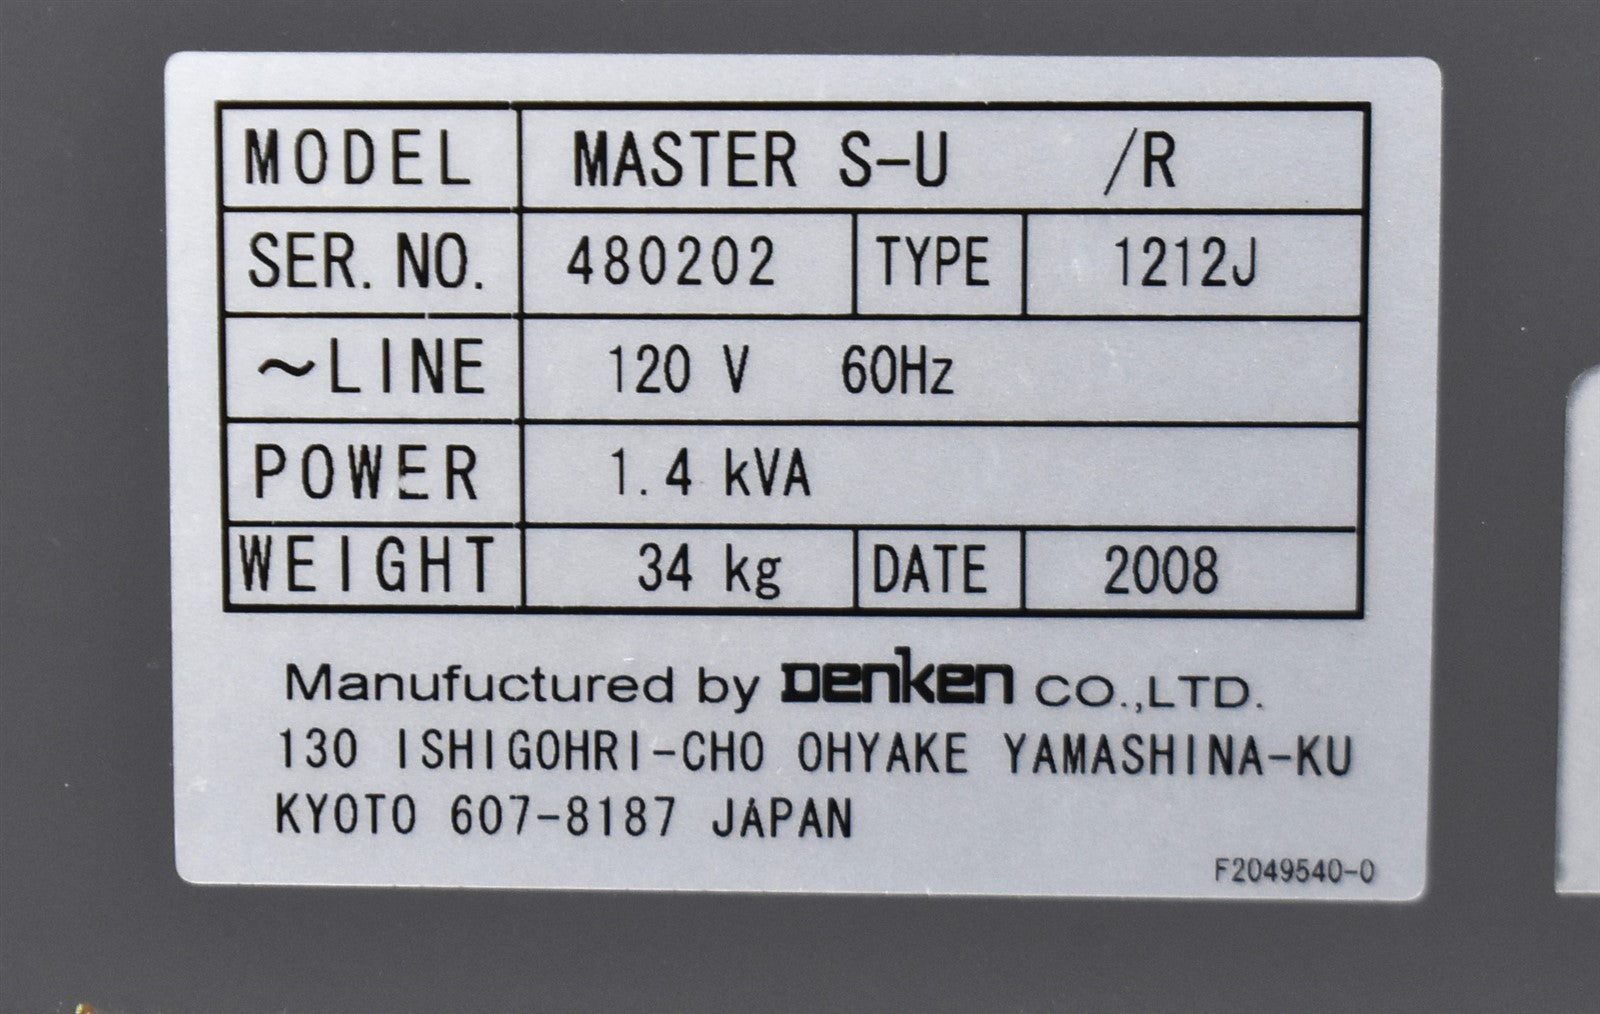 MODEL MASTER S-U /R
SER. NO. 480202 TYPE 1212J
~LINE 120 V 60Hz
POWER 1.4 kVA
WEIGHT 34 kg DATE 2008
Manufuctured by Denken CO.,LTD.
130 ISHIGOHRI-CHO OHYAKE YAMASHINA-KU
KYOTO 607-8187 JAPAN
F2049540-0